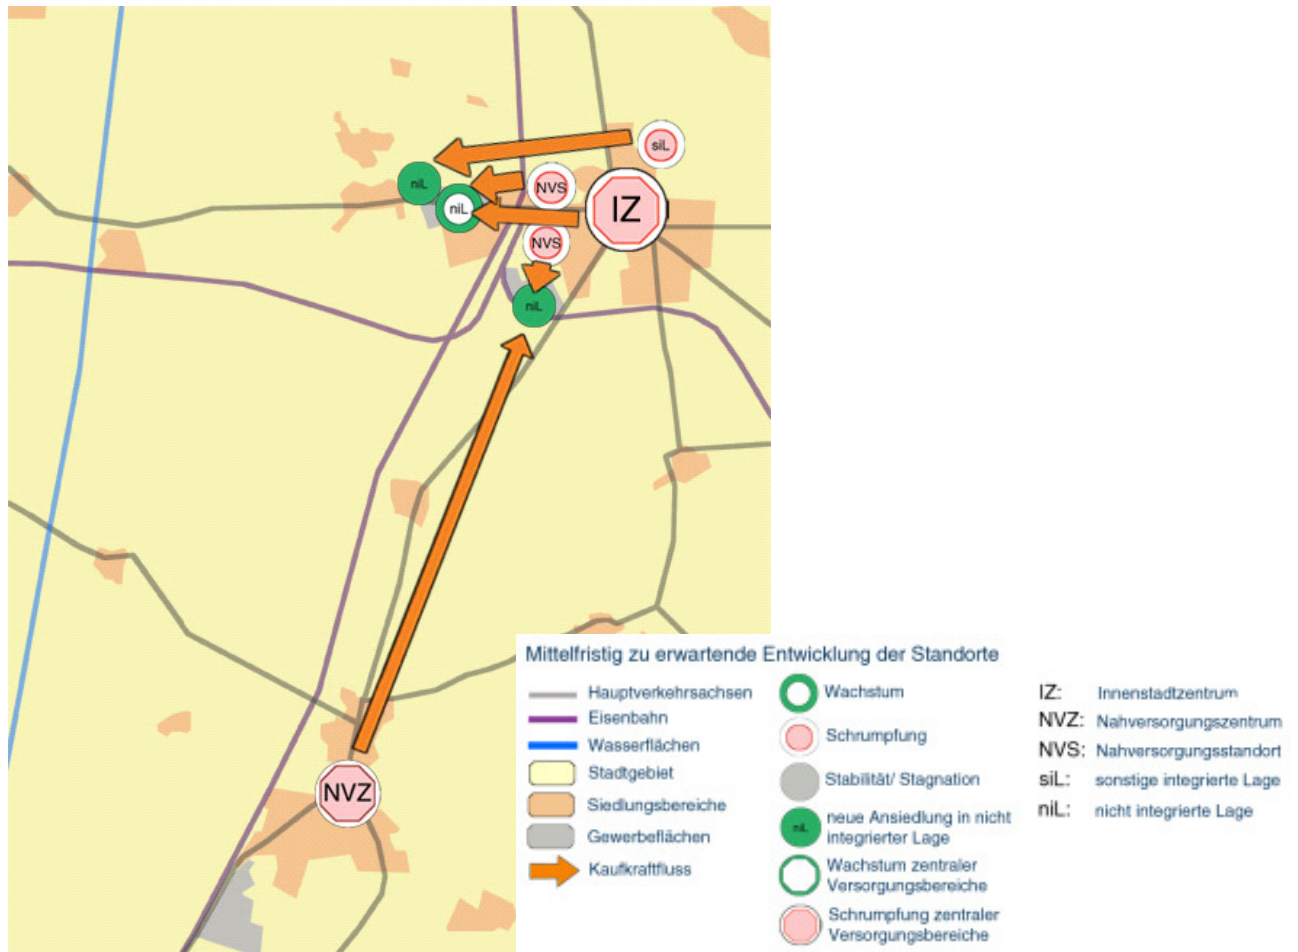 siL
niL
NVS
niL
IZ
NVS
niL
NVZ
Mittelfristig zu erwartende Entwicklung der Standorte
Hauptverkehrsachsen
Eisenbahn
Wasserflächen
Stadtgebiet
Siedlungsbereiche
Gewerbeflächen
Kaufkraftfluss
Wachstum
Schrumpfung
Stabilität/ Stagnation
niL
neue Ansiedlung in nicht
integrierter Lage
Wachstum zentraler
Versorgungsbereiche
Schrumpfung zentraler
Versorgungsbereiche
IZ: Innenstadtzentrum
NVZ: Nahversorgungszentrum
NVS: Nahversorgungsstandort
siL: sonstige integrierte Lage
niL: nicht integrierte Lage